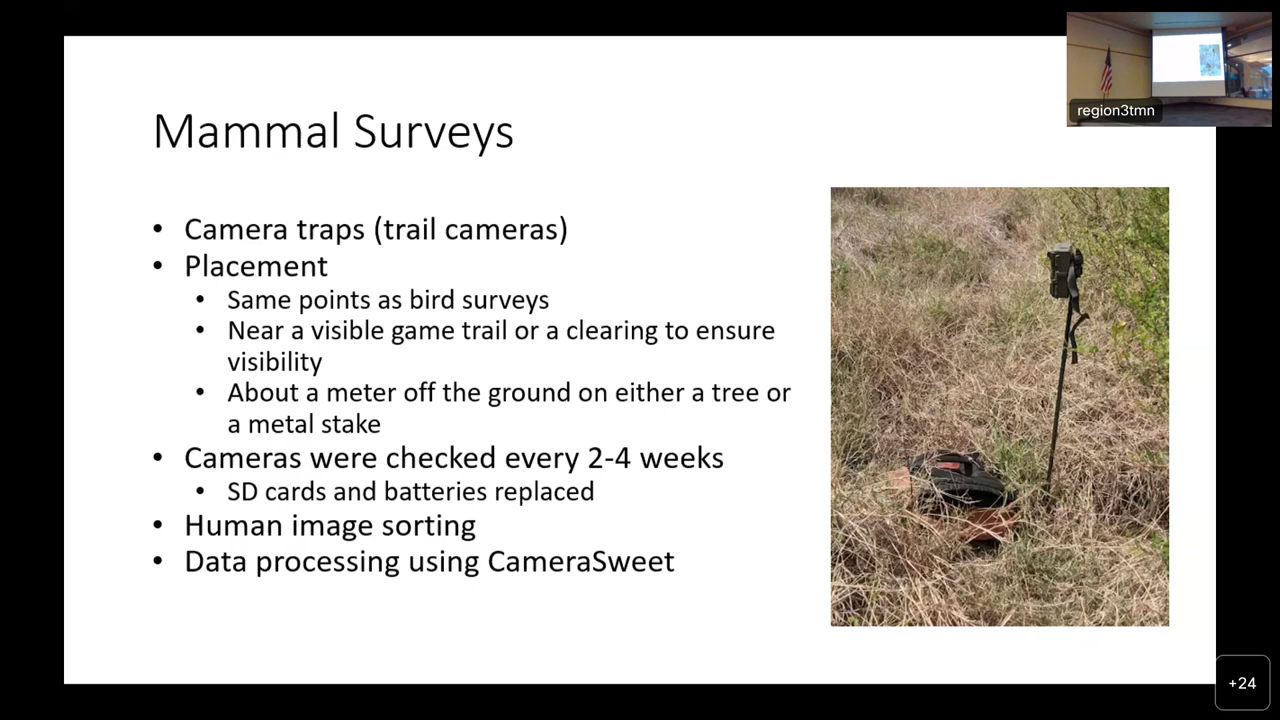 region3tmn
Mammal Surveys
• Camera traps (trail cameras)
• Placement
• Same points as bird surveys
• Near a visible game trail or a clearing to ensure
visibility
• About a meter off the ground on either a tree or
a metal stake
• Cameras were checked every 2-4 weeks
• SD cards and batteries replaced
• Human image sorting
• Data processing using CameraSweet
+24